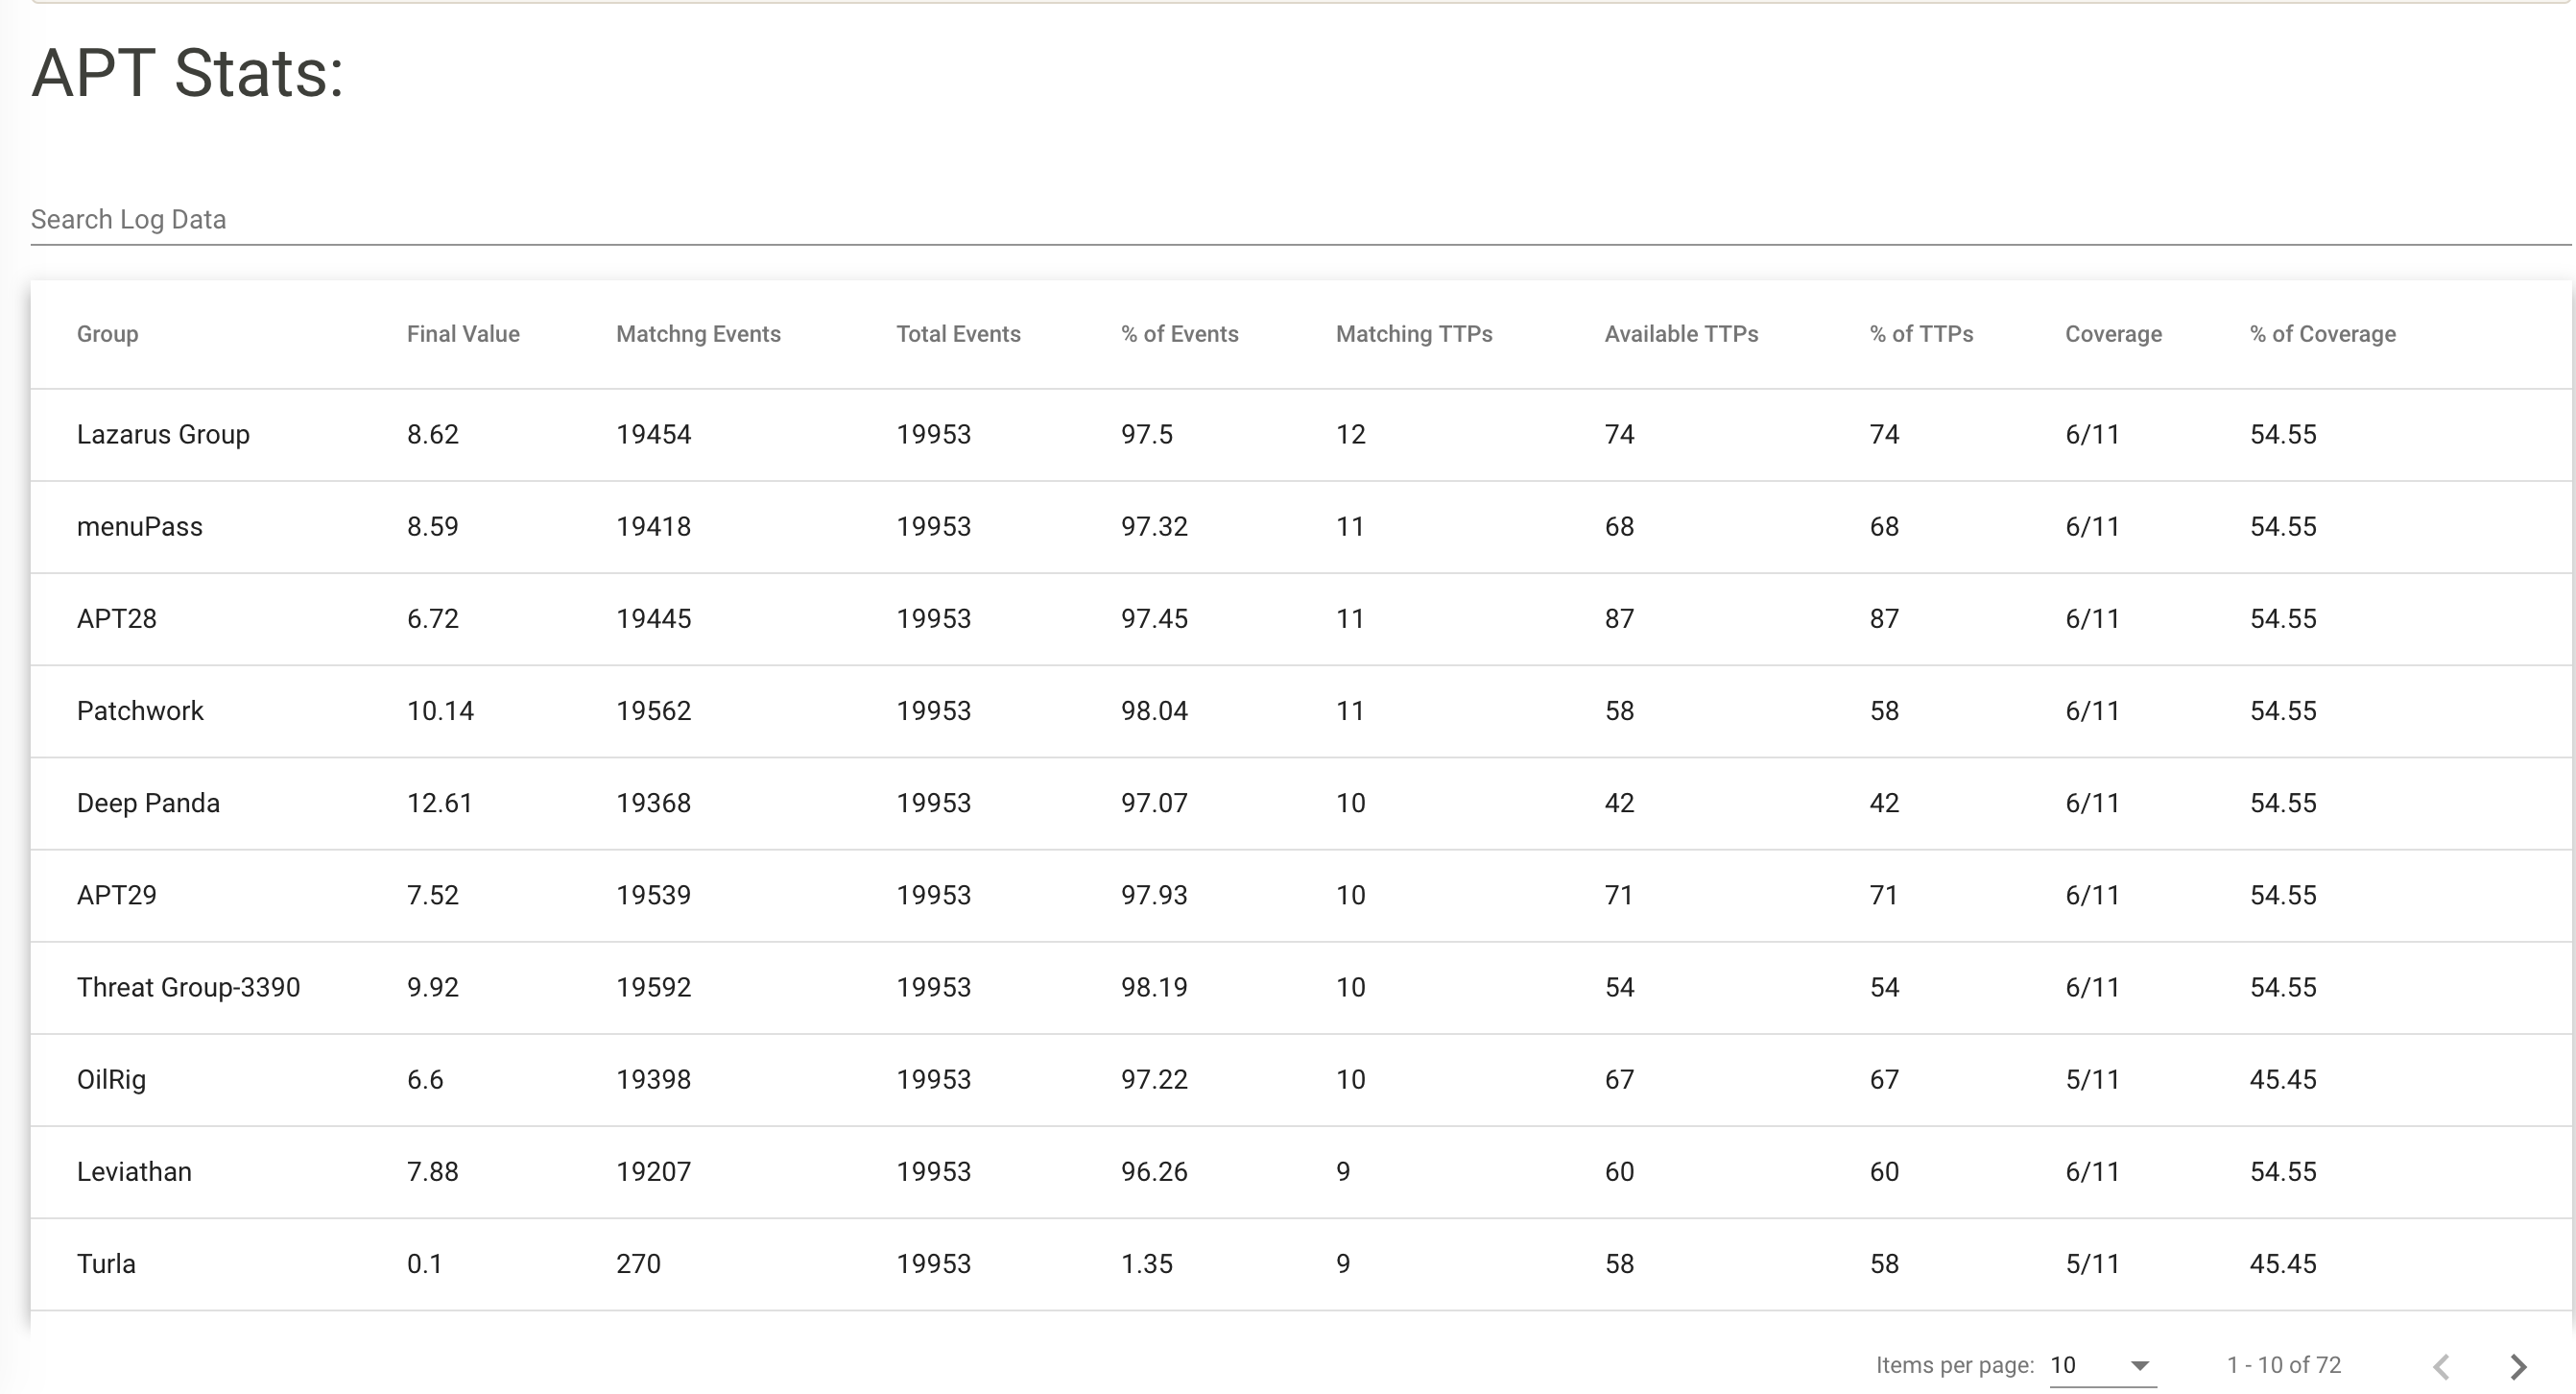 APT Stats:
Search Log Data
Group Final Value Matchng Events Total Events % of Events Matching TTPs Available TTPs % of TTPs Coverage % of Coverage
Lazarus Group 8.62 19454 19953 97.5 12 74 74 6/11 54.55
menuPass 8.59 19418 19953 97.32 11 68 68 6/11 54.55
APT28 6.72 19445 19953 97.45 11 87 87 6/11 54.55
Patchwork 10.14 19562 19953 98.04 11 58 58 6/11 54.55
Deep Panda 12.61 19368 19953 97.07 10 42 42 6/11 54.55
APT29 7.52 19539 19953 97.93 10 71 71 6/11 54.55
Threat Group-3390 9.92 19592 19953 98.19 10 54 54 6/11 54.55
OilRig 6.6 19398 19953 97.22 10 67 67 5/11 45.45
Leviathan 7.88 19207 19953 96.26 9 60 60 6/11 54.55
Turla 0.1 270 19953 1.35 9 58 58 5/11 45.45
Items per page: 10 1 - 10 of 72